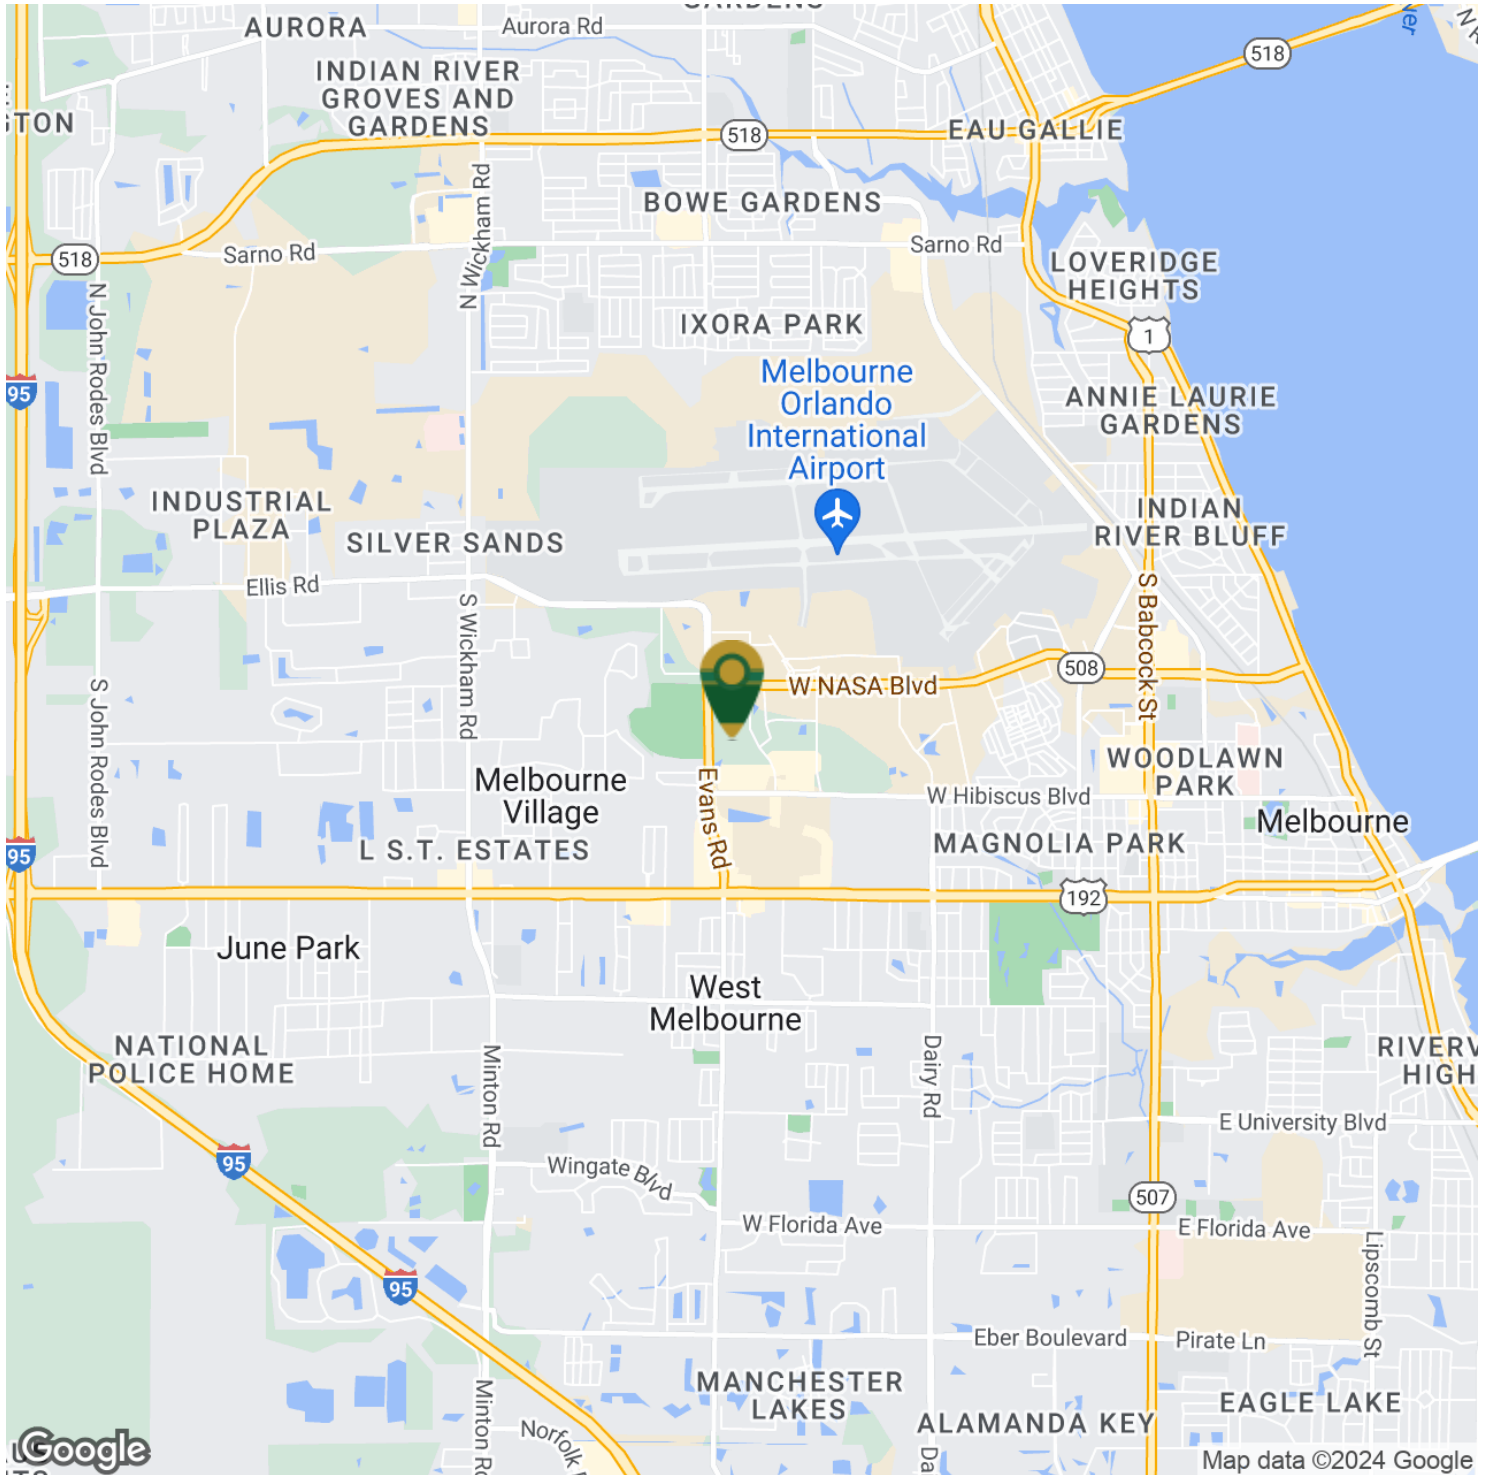 GARDENS
AURORA
Aurora Rd
518
INDIAN RIVER
GROVES AND
GARDENS
518
EAU GALLIE
N Wickham Rd
BOWE GARDENS
Sarno Rd
Sarno Rd
518
LOVERIDGE
HEIGHTS
N John Rodes Blvd
IXORA PARK
1
95
Melbourne
Orlando
International
Airport
ANNIE LAURIE
GARDENS
INDUSTRIAL
PLAZA
INDIAN
RIVER BLUFF
SILVER SANDS
Ellis Rd
S Babcock St
S Wickham Rd
508
W NASA Blvd
S John Rodes Blvd
WOODLAWN
PARK
Melbourne
Village
Evans Rd
W Hibiscus Blvd
Melbourne
95
L S.T. ESTATES
MAGNOLIA PARK
192
June Park
West
Melbourne
NATIONAL
POLICE HOME
Minton Rd
Dairy Rd
E University Blvd
95
Wingate Blvd
507
W Florida Ave
E Florida Ave
Lipscomb St
95
Eber Boulevard
Pirate Ln
MANCHESTER
LAKES
EAGLE LAKE
Minton Rd
ALAMANDA KEY
Norfolk
Google
Map data ©2024 Google